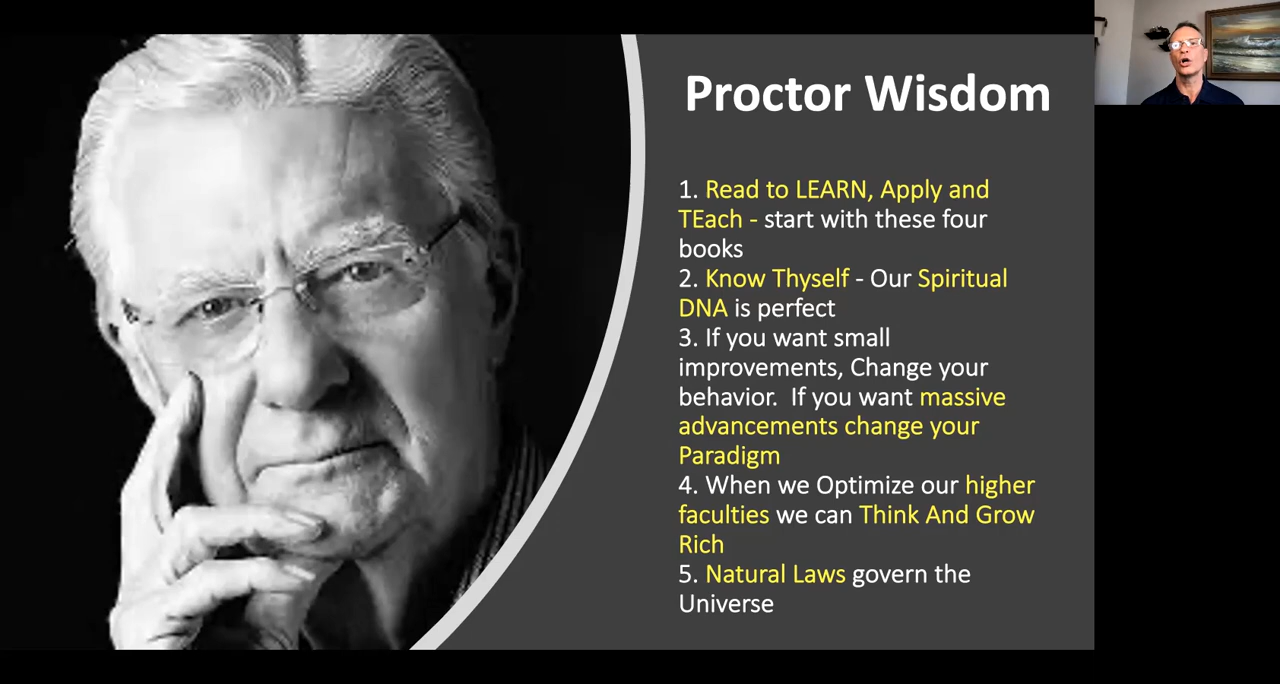 Proctor Wisdom
1. Read to LEARN, Apply and
TEach - start with these four
books
2. Know Thyself - Our Spiritual
DNA is perfect
3. If you want small
improvements, Change your
behavior.  If you want massive
advancements change your
Paradigm
4. When we Optimize our higher
faculties we can Think And Grow
Rich
5. Natural Laws govern the
Universe